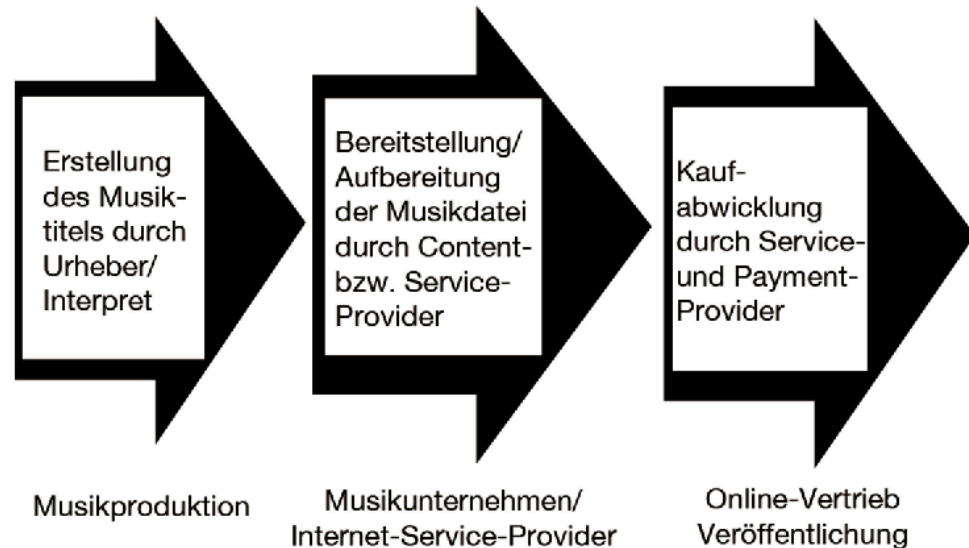 Erstellung
des Musik-
titels durch
Urheber/
Interpret
Bereitstellung/
Aufbereitung
der Musikdatei
durch Content-
bzw. Service-
Provider
Kauf-
abwicklung
durch Service-
und Payment-
Provider
Musikproduktion
Musikunternehmen/
Internet-Service-Provider
Online-Vertrieb
Veröffentlichung